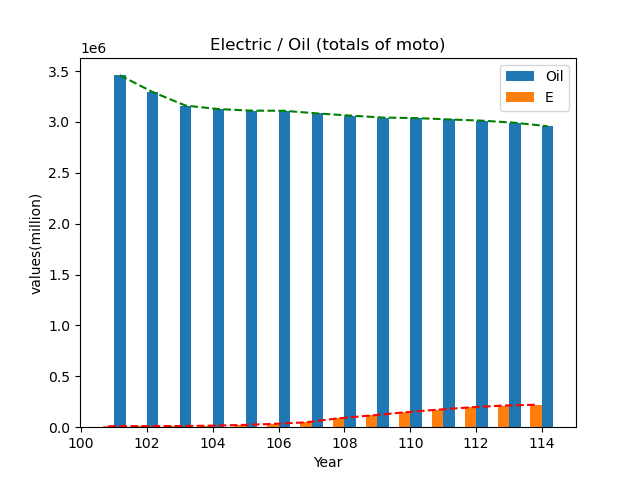 Electric / Oil (totals of moto)
1e6
3.5
3.0
2.5
2.0
1.5
1.0
0.5
0.0
values(million)
Oil
E
100 102 104 106 108 110 112 114
Year